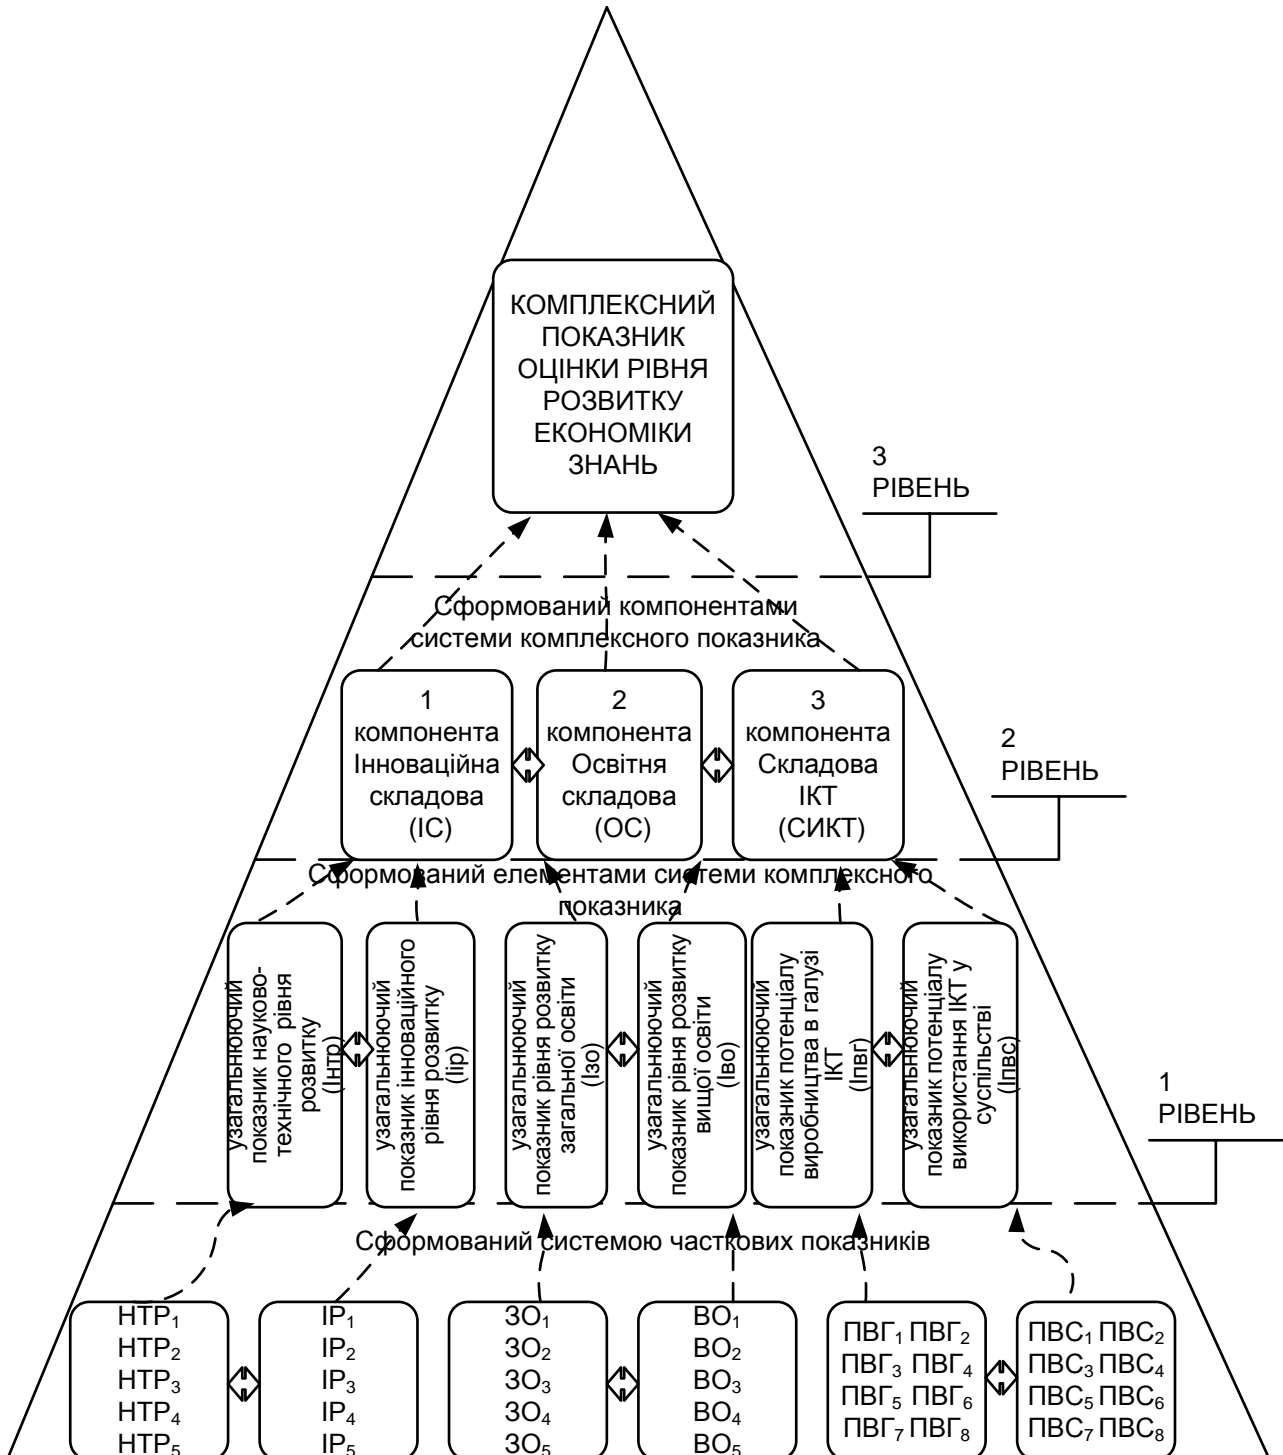 КОМПЛЕКСНИЙ
ПОКАЗНИК
ОЦІНКИ РІВНЯ
РОЗВИТКУ
ЕКОНОМІКИ
ЗНАНЬ
3
РІВЕНЬ
Сформований компонентами
системи комплексного показника
1
компонента
Інноваційна
складова
(ІС)
2
компонента
Освітня
складова
(ОС)
3
компонента
Складова
ІКТ
(СИКТ)
2
РІВЕНЬ
Сформований елементами системи комплексного
показника
узагальнюючий
показник науково-
технічного рівня
розвитку
(Інтр)
узагальнюючий
показник інноваційного
рівня розвитку
(Іір)
узагальнюючий
показник рівня розвитку
загальної освіти
(Ізо)
узагальнюючий
показник рівня розвитку
вищої освіти
(Іво)
узагальнюючий
показник потенціалу
виробництва в галузі
ІКТ
(Іпвг)
узагальнюючий
показник потенціалу
використання ІКТ у
суспільстві
(Іпвс)
1
РІВЕНЬ
Сформований системою часткових показників
НТР₁
НТР₂
НТР₃
НТР₄
НТР₅
ІР₁
ІР₂
ІР₃
ІР₄
ІР₅
ЗО₁
ЗО₂
ЗО₃
ЗО₄
ЗО₅
ВО₁
ВО₂
ВО₃
ВО₄
ВО₅
ПВГ₁ ПВГ₂
ПВГ₃ ПВГ₄
ПВГ₅ ПВГ₆
ПВГ₇ ПВГ₈
ПВС₁ ПВС₂
ПВС₃ ПВС₄
ПВС₅ ПВС₆
ПВС₇ ПВС₈